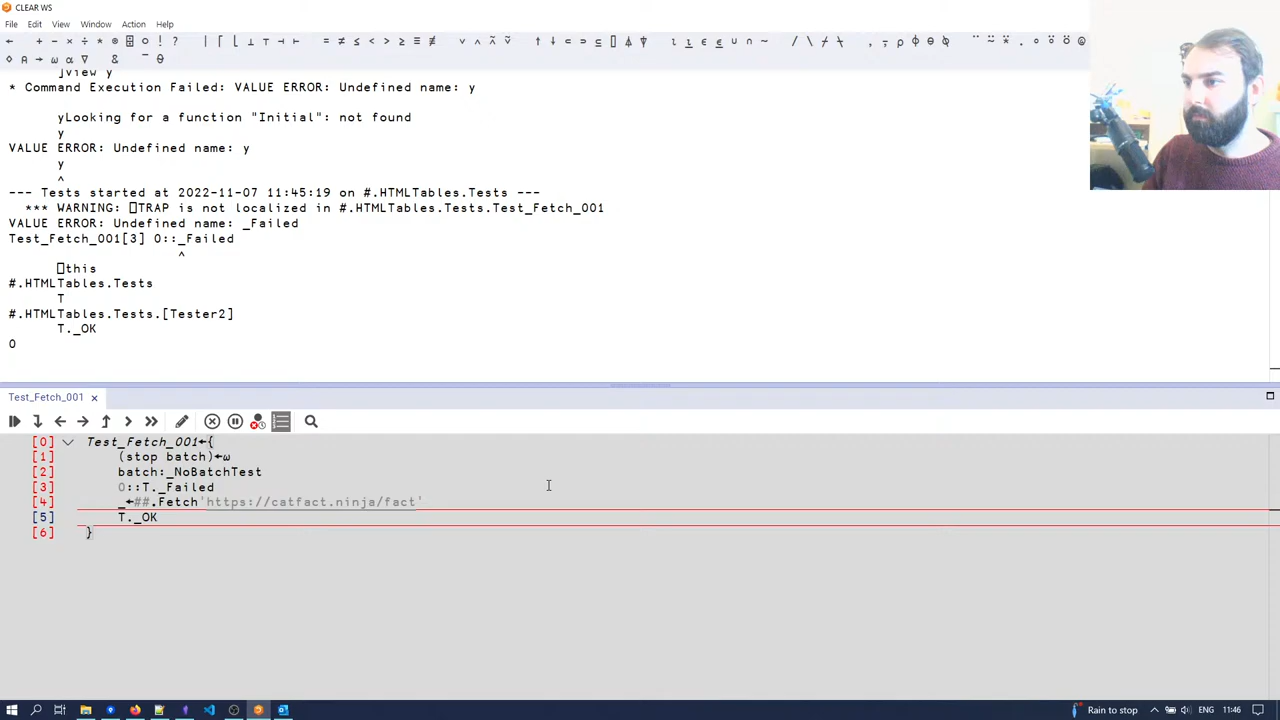 CLEAR WS
File Edit View Window Action Help
← + - × ÷ * ⍟ ⌹ ○ ! ? | ⌈ ⌊ ⊥ ⊤ ⊣ ⊢ = ≠ ≤ < > ≥ ≡ ≢ ∨ ∧ ⍱ ⍲ ↑ ↓ ⊂ ⊃ ⊆ ⌷ ⍋ ⍒ ⍳ ⍸ ∊ ⍷ ∪ ∩ ~ / \ ⌿ ⍀ , ⍪ ⍴ ⌽ ⊖ ⍉ ¨ ⍨ ⍣ . ∘ ⍤ ⍥ @
⋄ ⍝ → ⍵ ⍺ ∇ & ¯ ⍬
]View y
* Command Execution Failed: VALUE ERROR: Undefined name: y
yLooking for a function "Initial": not found
y
VALUE ERROR: Undefined name: y
y
^
--- Tests started at 2022-11-07 11:45:19 on #.HTMLTables.Tests ---
*** WARNING: ⎕TRAP is not localized in #.HTMLTables.Tests.Test_Fetch_001
VALUE ERROR: Undefined name: _Failed
Test_Fetch_001[3] 0::_Failed
^
⎕this
#.HTMLTables.Tests
T
#.HTMLTables.Tests.[Tester2]
T._OK
0
Test_Fetch_001 ×
[0] Test_Fetch_001←{
[1] (stop batch)←⍵
[2] batch:_NoBatchTest
[3] 0::T._Failed
[4] _←##.Fetch'https://catfact.ninja/fact'
[5] T._OK
[6] }
Rain to stop ENG 11:46